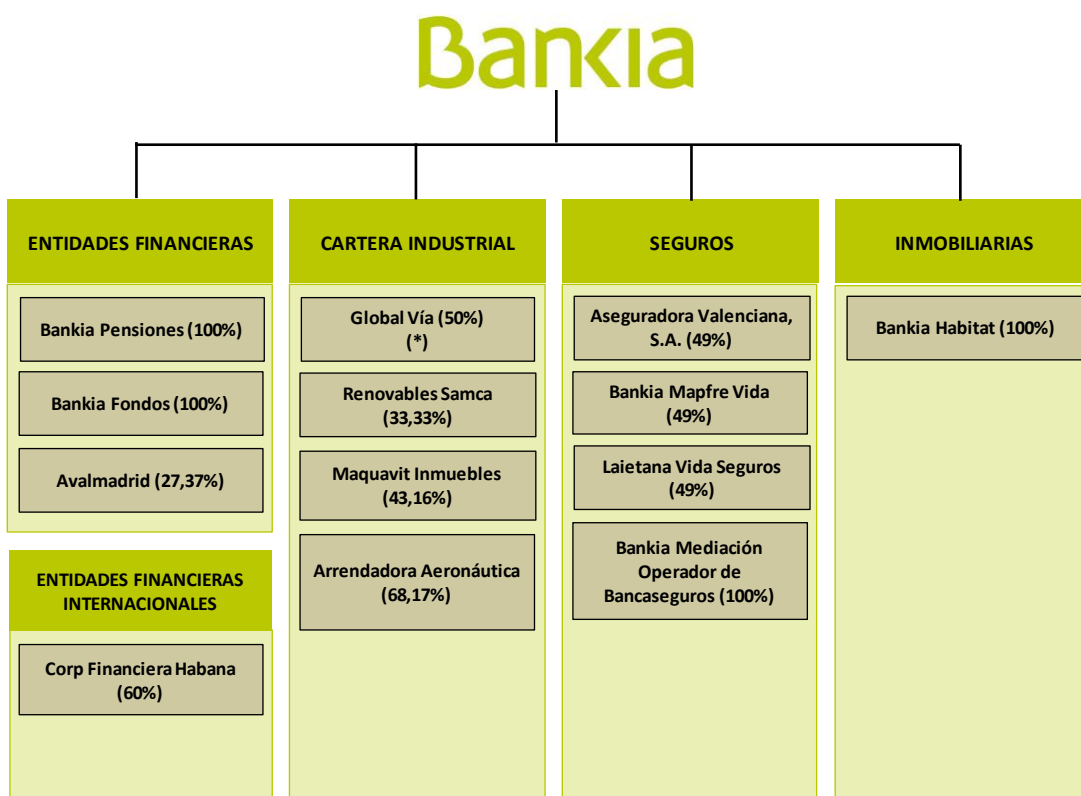 Bankia
ENTIDADES FINANCIERAS
Bankia Pensiones (100%)
Bankia Fondos (100%)
Avalmadrid (27,37%)
ENTIDADES FINANCIERAS
INTERNACIONALES
Corp Financiera Habana
(60%)
CARTERA INDUSTRIAL
Global Vía (50%)
(*)
Renovables Samca
(33,33%)
Maquavit Inmuebles
(43,16%)
Arrendadora Aeronáutica
(68,17%)
SEGUROS
Aseguradora Valenciana,
S.A. (49%)
Bankia Mapfre Vida
(49%)
Laietana Vida Seguros
(49%)
Bankia Mediación
Operador de
Bancaseguros (100%)
INMOBILIARIAS
Bankia Habitat (100%)